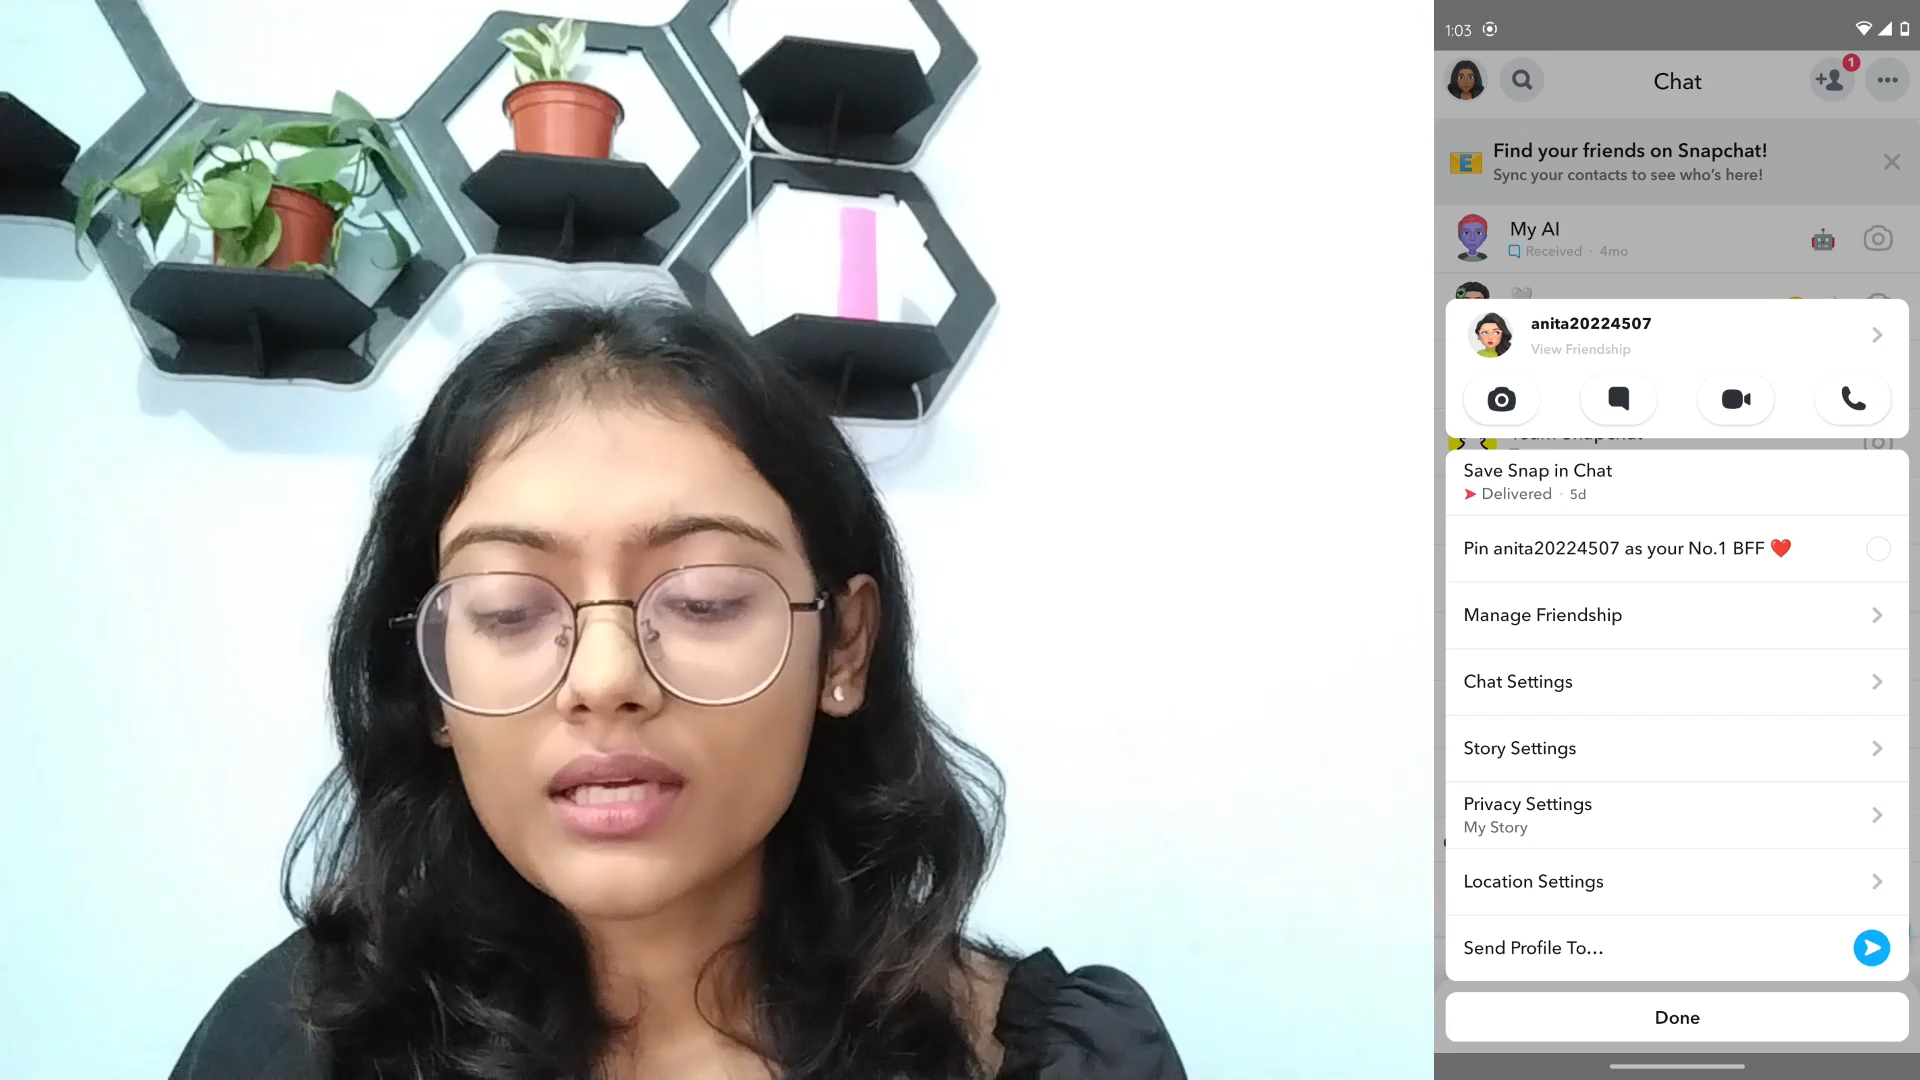 1:03
Chat
1
Find your friends on Snapchat!
Sync your contacts to see who's here!
My AI
Received · 4mo
anita20224507
View Friendship
Save Snap in Chat
Delivered · 5d
Pin anita20224507 as your No.1 BFF ❤️
Manage Friendship
Chat Settings
Story Settings
Privacy Settings
My Story
Location Settings
Send Profile To...
Done